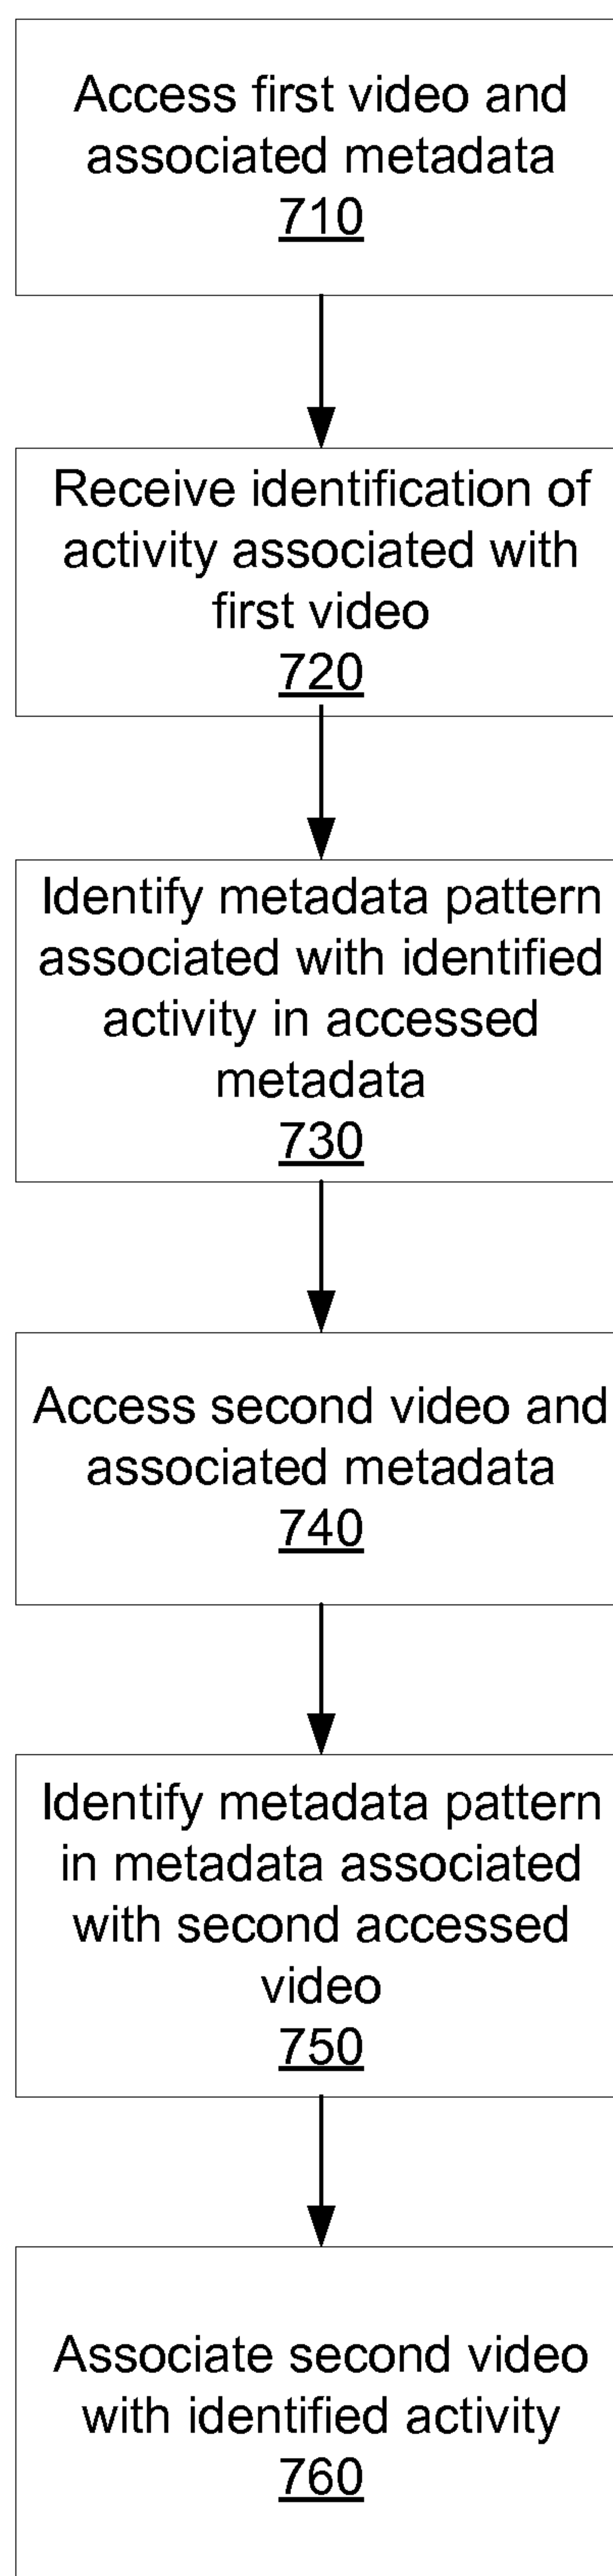 Access first video and
associated metadata
710
Receive identification of
activity associated with
first video
720
Identify metadata pattern
associated with identified
activity in accessed
metadata
730
Access second video and
associated metadata
740
Identify metadata pattern
in metadata associated
with second accessed
video
750
Associate second video
with identified activity
760